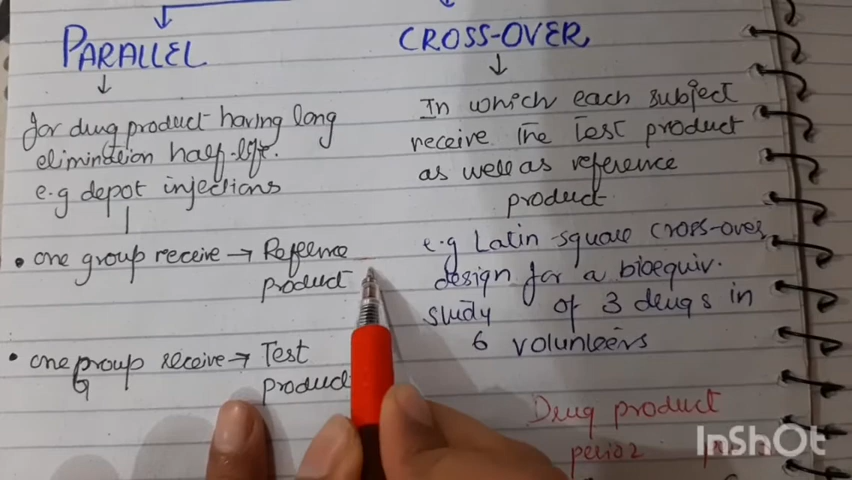 PARALLEL
for drug product having long
elimination half-life.
e.g depot injections
• one group receive → Reference
product
• one group receive → Test
product
CROSS-OVER
In which each subject
receive the Test product
as well as reference
product
e.g Latin-square cross-over
design for a bioequiv.
study of 3 drugs in
6 volunteers
Drug product
period
InShOt